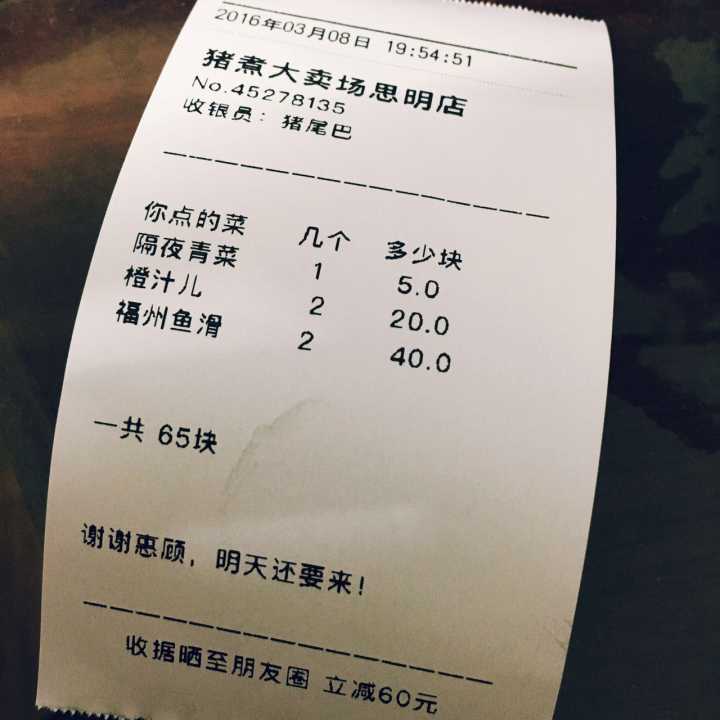 2016年03月08日 19:54:51
猪煮大卖场思明店
No.45278135
收银员：猪尾巴
你点的菜 几个 多少块
隔夜青菜 1 5.0
橙汁儿 2 20.0
福州鱼滑 2 40.0
一共 65块
谢谢惠顾，明天还要来！
收据晒至朋友圈 立减60元